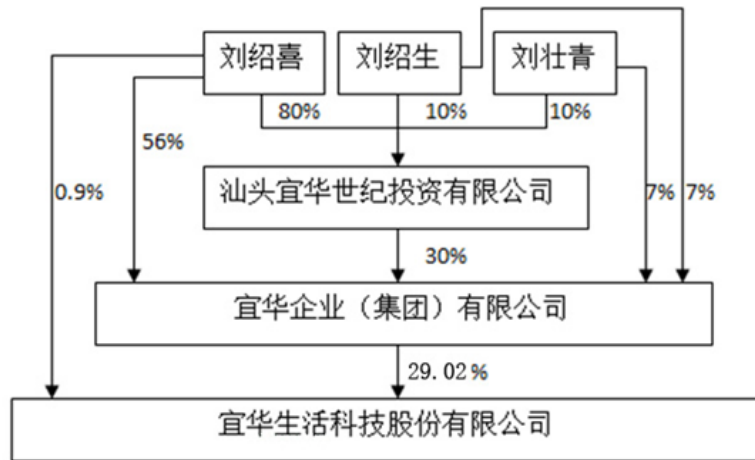 刘绍喜
刘绍生
刘壮青
80%
10%
10%
56%
0.9%
汕头宜华世纪投资有限公司
7%
7%
30%
宜华企业（集团）有限公司
29.02%
宜华生活科技股份有限公司